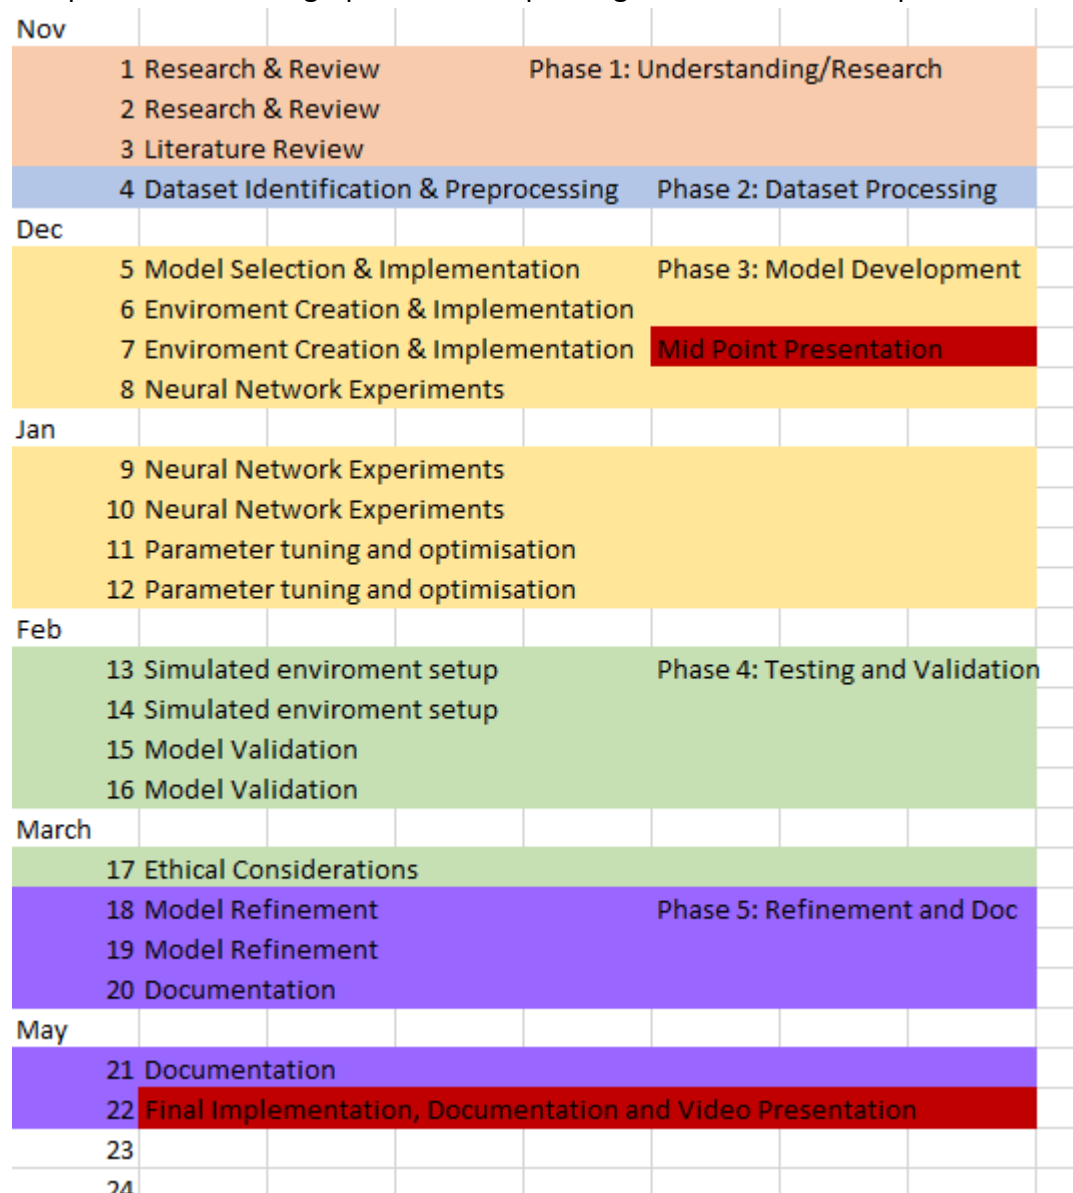 Nov
1 Research & Review Phase 1: Understanding/Research
2 Research & Review
3 Literature Review
4 Dataset Identification & Preprocessing Phase 2: Dataset Processing
Dec
5 Model Selection & Implementation Phase 3: Model Development
6 Enviroment Creation & Implementation
7 Enviroment Creation & Implementation Mid Point Presentation
8 Neural Network Experiments
Jan
9 Neural Network Experiments
10 Neural Network Experiments
11 Parameter tuning and optimisation
12 Parameter tuning and optimisation
Feb
13 Simulated enviroment setup Phase 4: Testing and Validation
14 Simulated enviroment setup
15 Model Validation
16 Model Validation
March
17 Ethical Considerations
18 Model Refinement Phase 5: Refinement and Doc
19 Model Refinement
20 Documentation
May
21 Documentation
22 Final Implementation, Documentation and Video Presentation
23
24